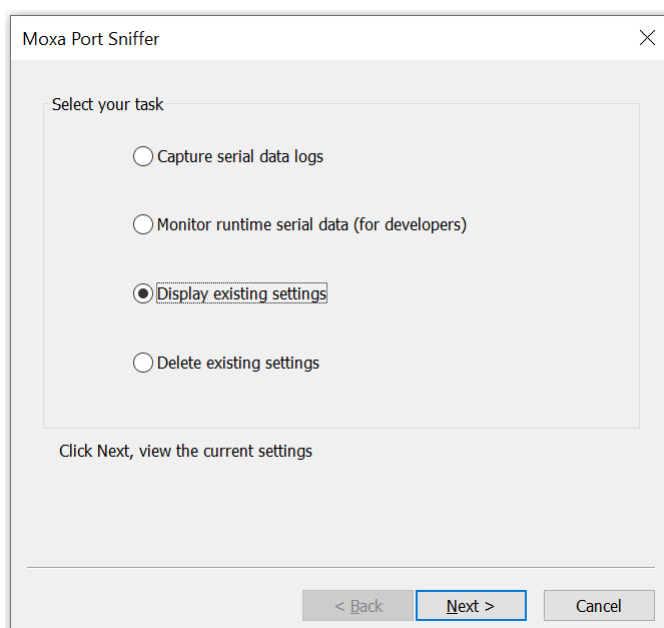 Moxa Port Sniffer
Select your task
Capture serial data logs
Monitor runtime serial data (for developers)
Display existing settings
Delete existing settings
Click Next, view the current settings
< Back
Next >
Cancel